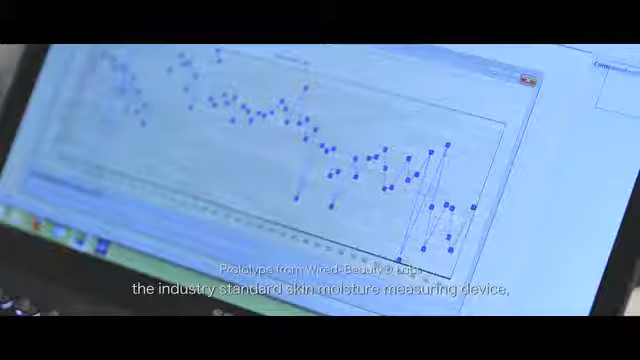 Prototype from Wired-Beauty® Labs
the industry standard skin moisture measuring device,